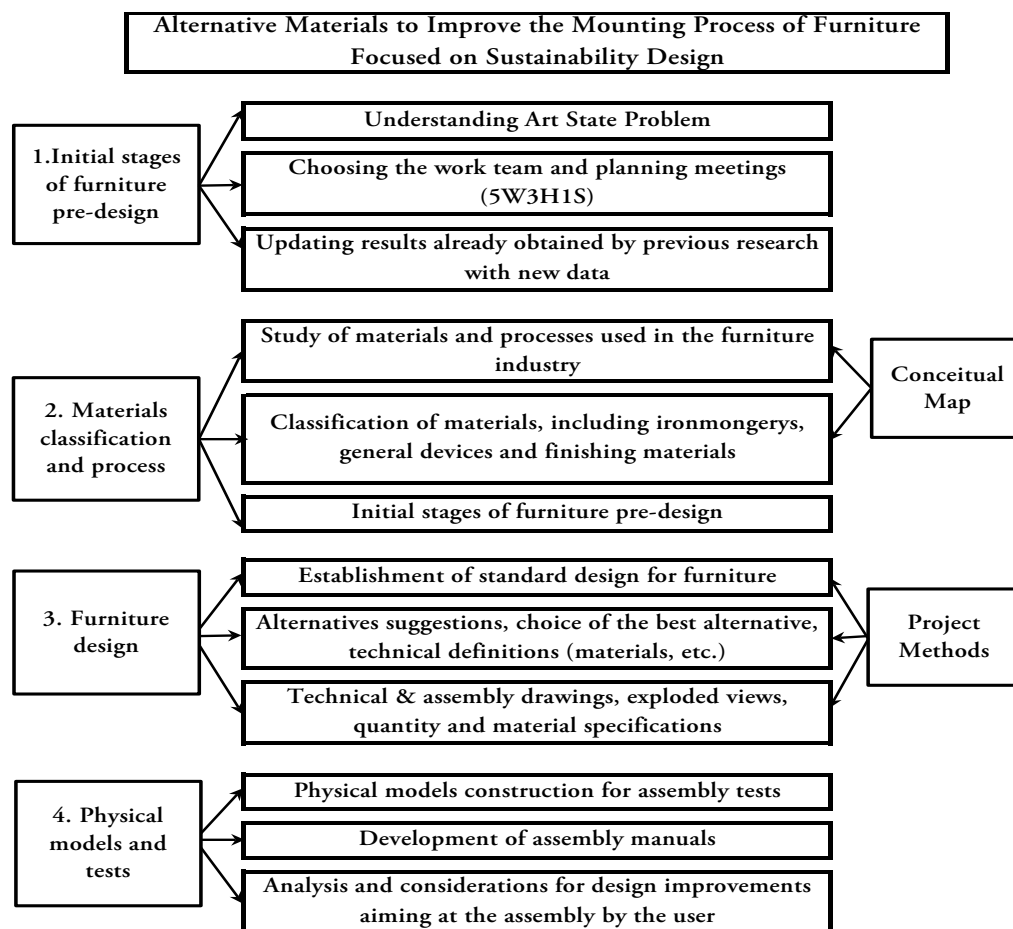 Alternative Materials to Improve the Mounting Process of Furniture
Focused on Sustainability Design
1.Initial stages
of furniture
pre-design
Understanding Art State Problem
Choosing the work team and planning meetings
(5W3H1S)
Updating results already obtained by previous research
with new data
2. Materials
classification
and process
Study of materials and processes used in the furniture
industry
Classification of materials, including ironmongerys,
general devices and finishing materials
Initial stages of furniture pre-design
Conceitual
Map
3. Furniture
design
Establishment of standard design for furniture
Alternatives suggestions, choice of the best alternative,
technical definitions (materials, etc.)
Technical & assembly drawings, exploded views,
quantity and material specifications
Project
Methods
4. Physical
models and
tests
Physical models construction for assembly tests
Development of assembly manuals
Analysis and considerations for design improvements
aiming at the assembly by the user